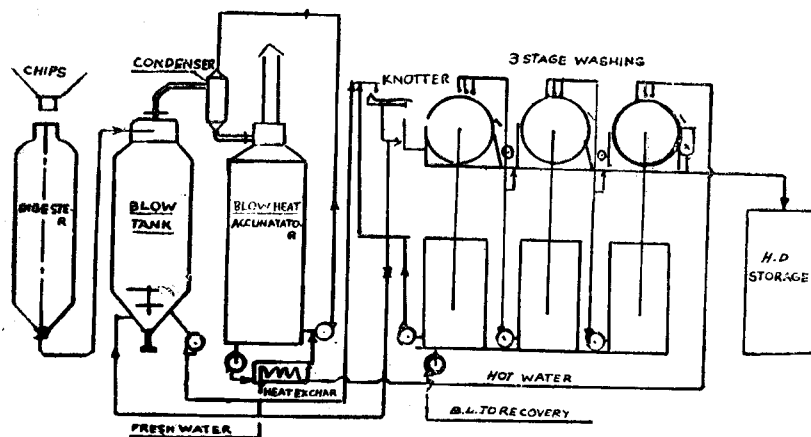 CHIPS
CONDENSER
KNOTTER
3 STAGE WASHING
DIGESTE-
R
BLOW
TANK
BLOW HEAT
ACCUNATATO-
R
H.D
STORAGE
HEAT EXCHAR
HOT WATER
B.L. TO RECOVERY
FRESH WATER